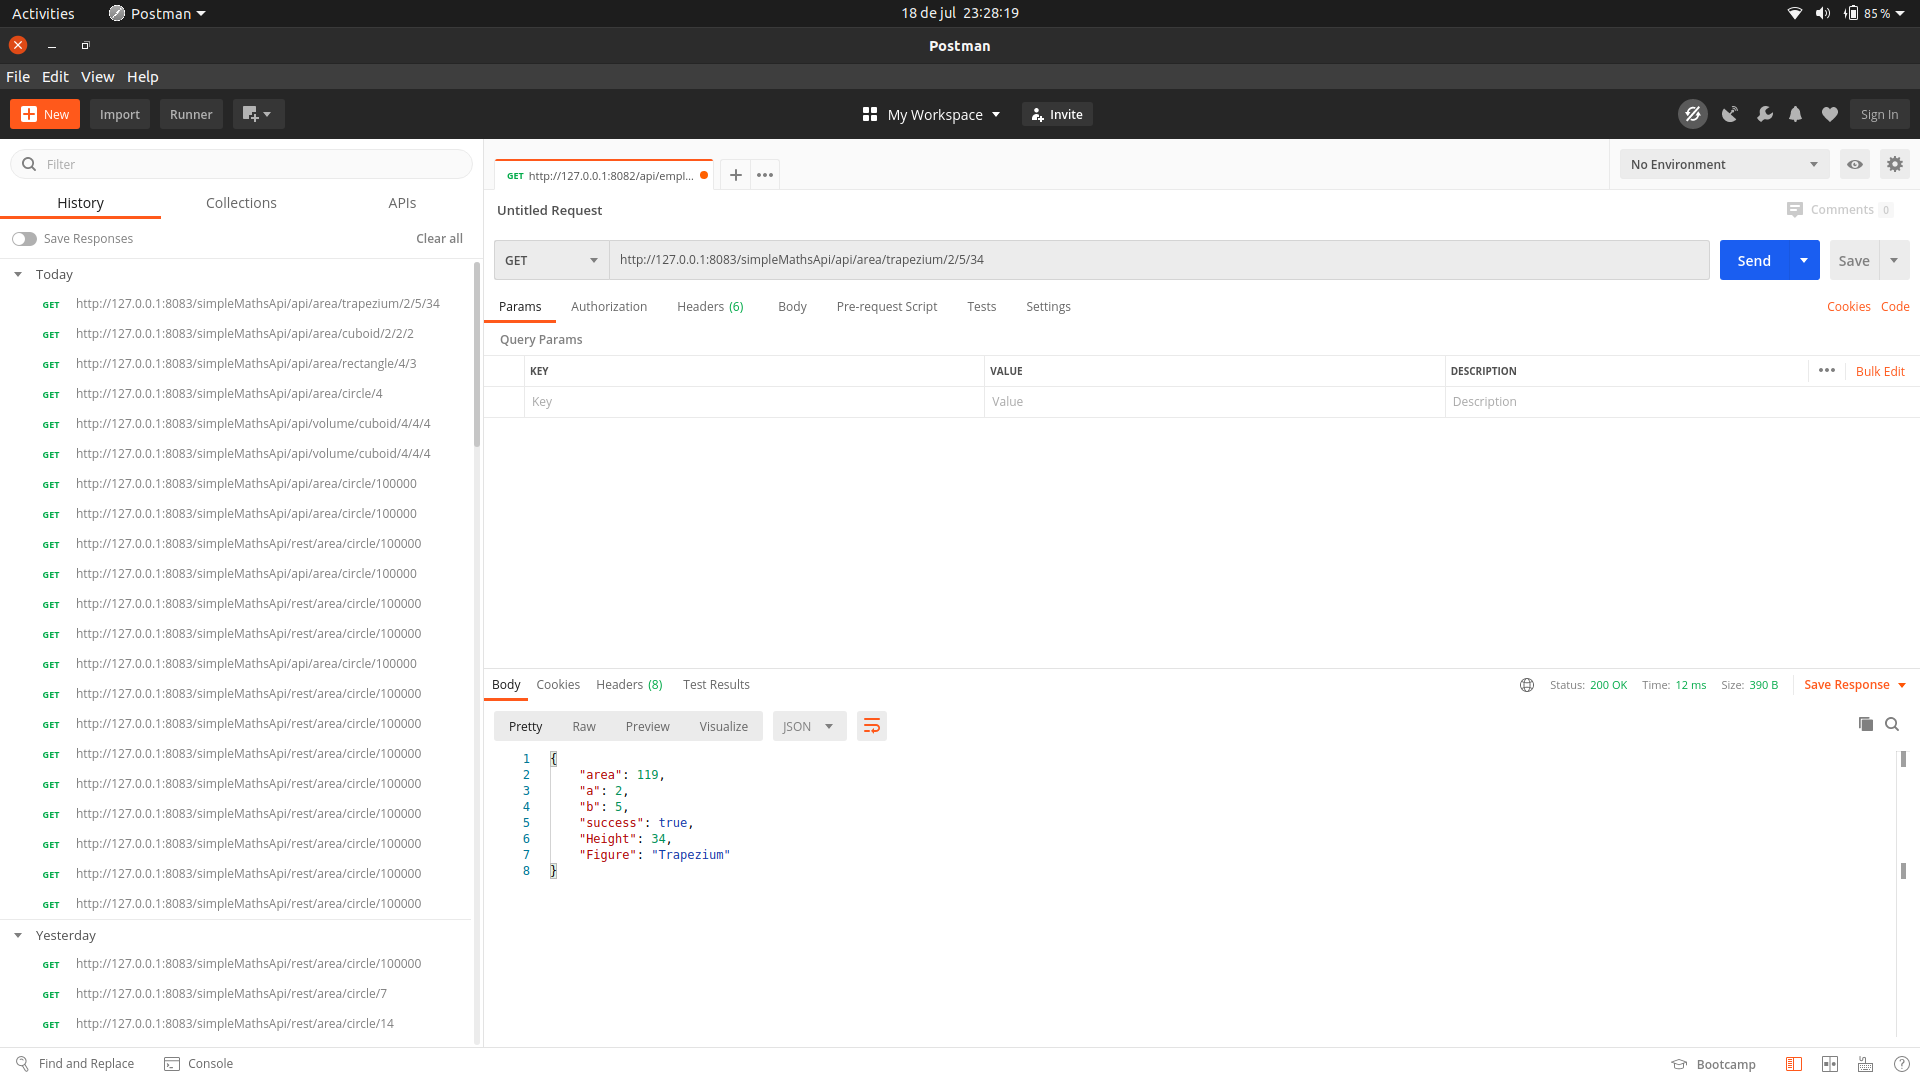 Activities Postman 18 de jul 23:28:19 85 %
Postman
File Edit View Help
New Import Runner My Workspace Invite Sign In
Filter
History Collections APIs
Save Responses Clear all
Today
GET http://127.0.0.1:8083/simpleMathsApi/api/area/trapezium/2/5/34
GET http://127.0.0.1:8083/simpleMathsApi/api/area/cuboid/2/2/2
GET http://127.0.0.1:8083/simpleMathsApi/api/area/rectangle/4/3
GET http://127.0.0.1:8083/simpleMathsApi/api/area/circle/4
GET http://127.0.0.1:8083/simpleMathsApi/api/volume/cuboid/4/4/4
GET http://127.0.0.1:8083/simpleMathsApi/api/volume/cuboid/4/4/4
GET http://127.0.0.1:8083/simpleMathsApi/api/area/circle/100000
GET http://127.0.0.1:8083/simpleMathsApi/api/area/circle/100000
GET http://127.0.0.1:8083/simpleMathsApi/rest/area/circle/100000
GET http://127.0.0.1:8083/simpleMathsApi/api/area/circle/100000
GET http://127.0.0.1:8083/simpleMathsApi/rest/area/circle/100000
GET http://127.0.0.1:8083/simpleMathsApi/rest/area/circle/100000
GET http://127.0.0.1:8083/simpleMathsApi/api/area/circle/100000
GET http://127.0.0.1:8083/simpleMathsApi/rest/area/circle/100000
GET http://127.0.0.1:8083/simpleMathsApi/rest/area/circle/100000
GET http://127.0.0.1:8083/simpleMathsApi/rest/area/circle/100000
GET http://127.0.0.1:8083/simpleMathsApi/rest/area/circle/100000
GET http://127.0.0.1:8083/simpleMathsApi/rest/area/circle/100000
GET http://127.0.0.1:8083/simpleMathsApi/rest/area/circle/100000
GET http://127.0.0.1:8083/simpleMathsApi/rest/area/circle/100000
GET http://127.0.0.1:8083/simpleMathsApi/rest/area/circle/100000
Yesterday
GET http://127.0.0.1:8083/simpleMathsApi/rest/area/circle/100000
GET http://127.0.0.1:8083/simpleMathsApi/rest/area/circle/7
GET http://127.0.0.1:8083/simpleMathsApi/rest/area/circle/14
GET http://127.0.0.1:8082/api/empl...
No Environment
Untitled Request Comments 0
GET http://127.0.0.1:8083/simpleMathsApi/api/area/trapezium/2/5/34 Send Save
Params Authorization Headers (6) Body Pre-request Script Tests Settings Cookies Code
Query Params
KEY VALUE DESCRIPTION Bulk Edit
Key Value Description
Body Cookies Headers (8) Test Results Status: 200 OK Time: 12 ms Size: 390 B Save Response
Pretty Raw Preview Visualize JSON
1 {
2 "area": 119,
3 "a": 2,
4 "b": 5,
5 "success": true,
6 "Height": 34,
7 "Figure": "Trapezium"
8 }
Find and Replace Console Bootcamp